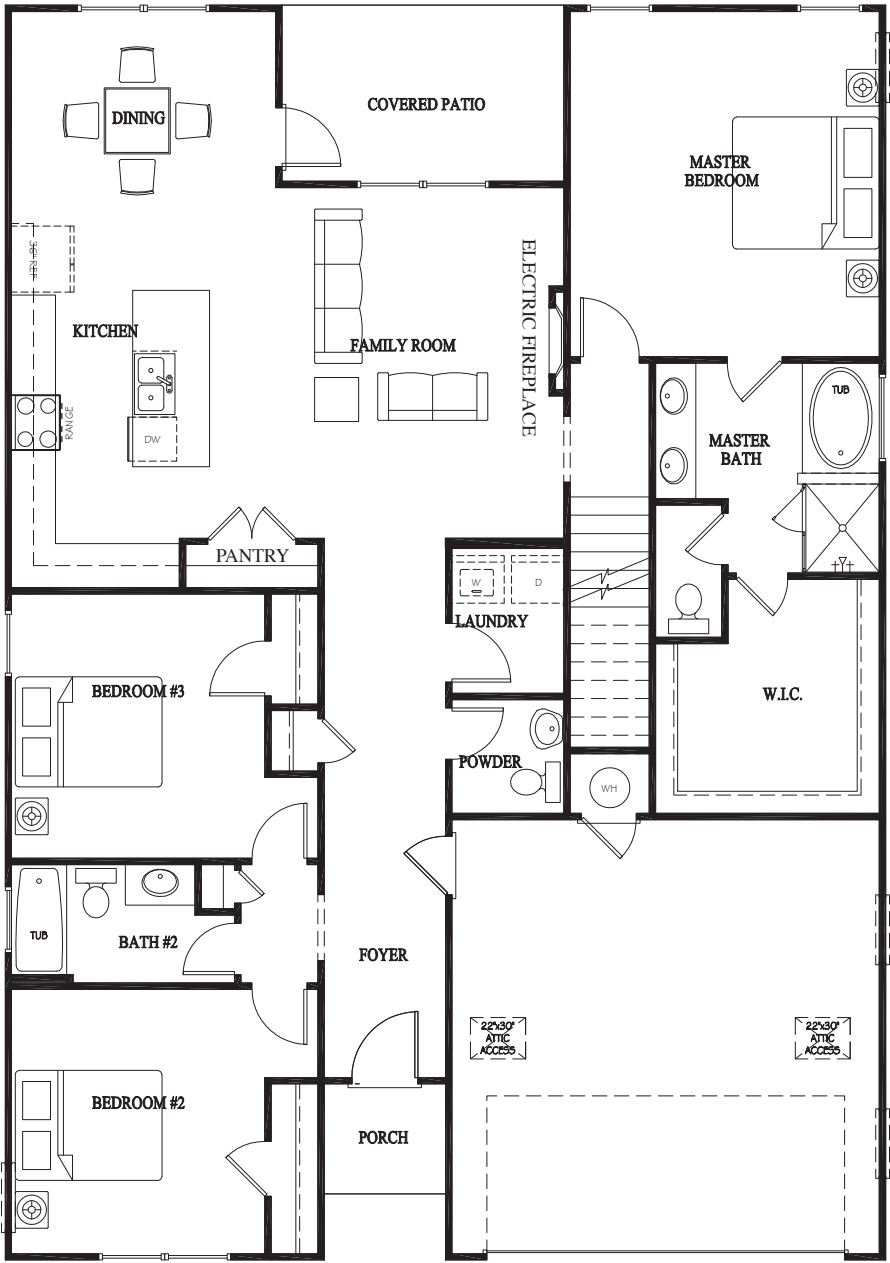 COVERED PATIO
DINING
MASTER
BEDROOM
36" REF
KITCHEN
FAMILY ROOM
ELECTRIC FIREPLACE
RANGE
DW
MASTER
BATH
TUB
PANTRY
W
D
LAUNDRY
BEDROOM #3
W.I.C.
POWDER
WH
TUB
BATH #2
FOYER
22"x30"
ATTIC
ACCESS
22"x30"
ATTIC
ACCESS
BEDROOM #2
PORCH